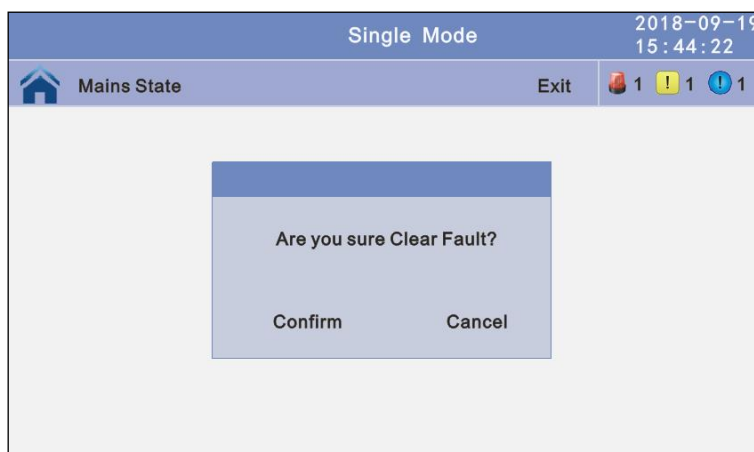 Single Mode
2018-09-19
15:44:22
Mains State
Exit
1
! 1
! 1
Are you sure Clear Fault?
Confirm
Cancel